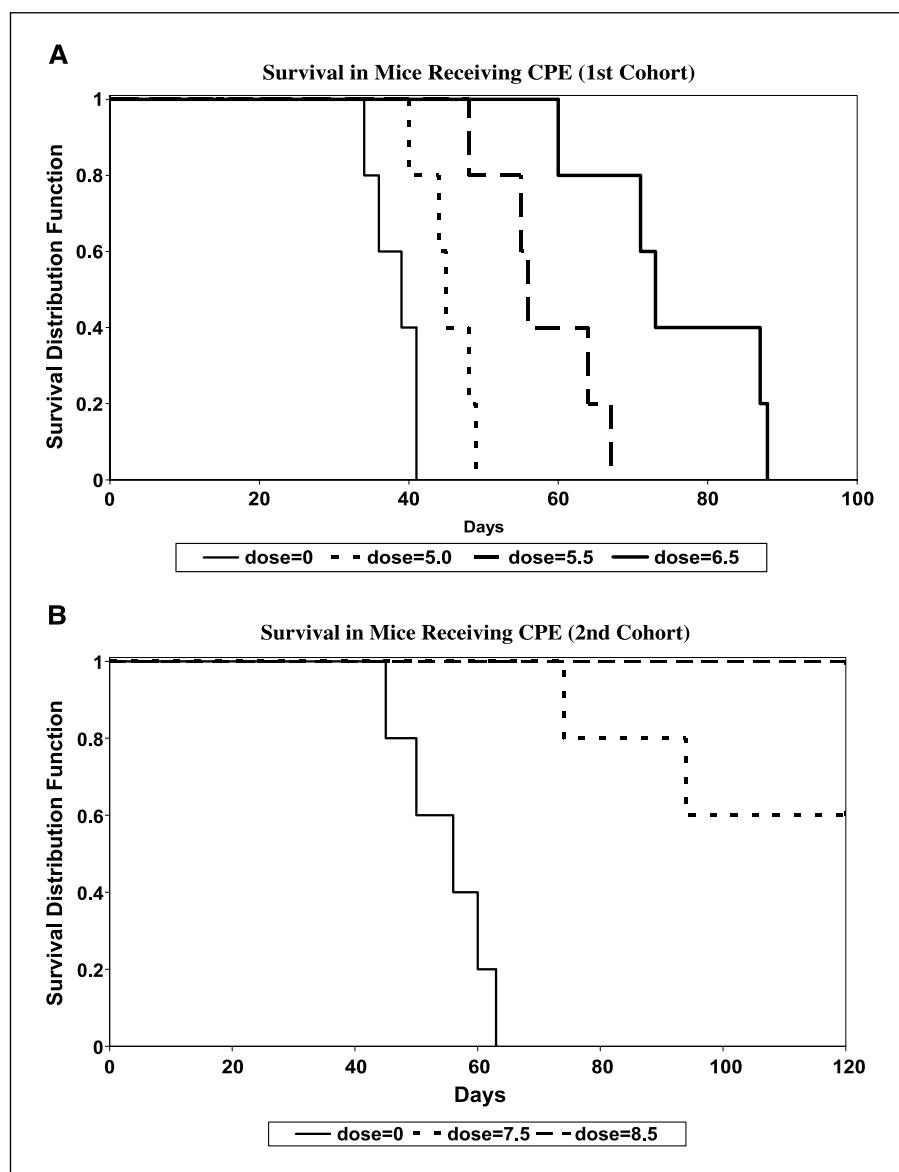 A
Survival in Mice Receiving CPE (1st Cohort)
Survival Distribution Function
1
0.8
0.6
0.4
0.2
0
0 20 40 60 80 100
Days
dose=0 dose=5.0 dose=5.5 dose=6.5
B
Survival in Mice Receiving CPE (2nd Cohort)
Survival Distribution Function
1
0.8
0.6
0.4
0.2
0
0 20 40 60 80 100 120
Days
dose=0 dose=7.5 dose=8.5